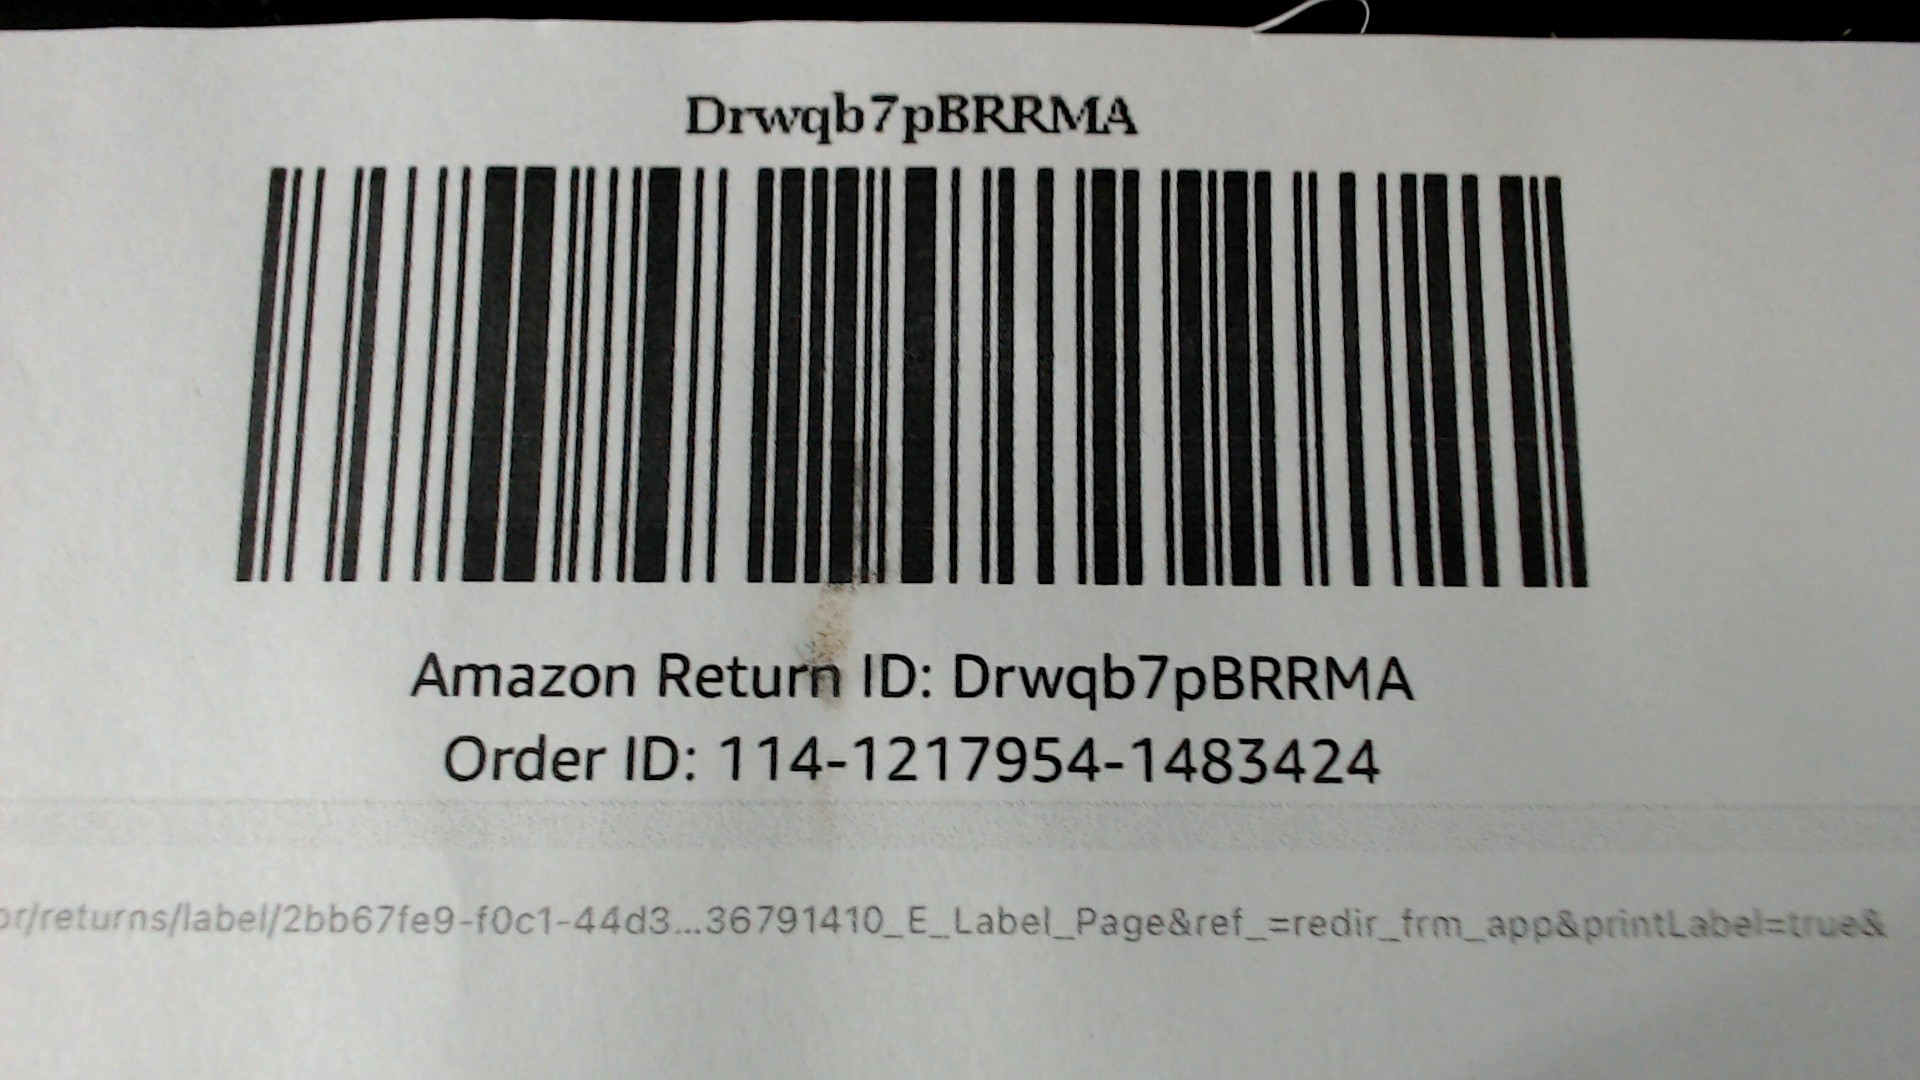 Drwqb7pBRRMA
Amazon Return ID: Drwqb7pBRRMA
Order ID: 114-1217954-1483424
or/returns/label/2bb67fe9-f0c1-44d3...36791410_E_Label_Page&ref_=redir_frm_app&printLabel=true&